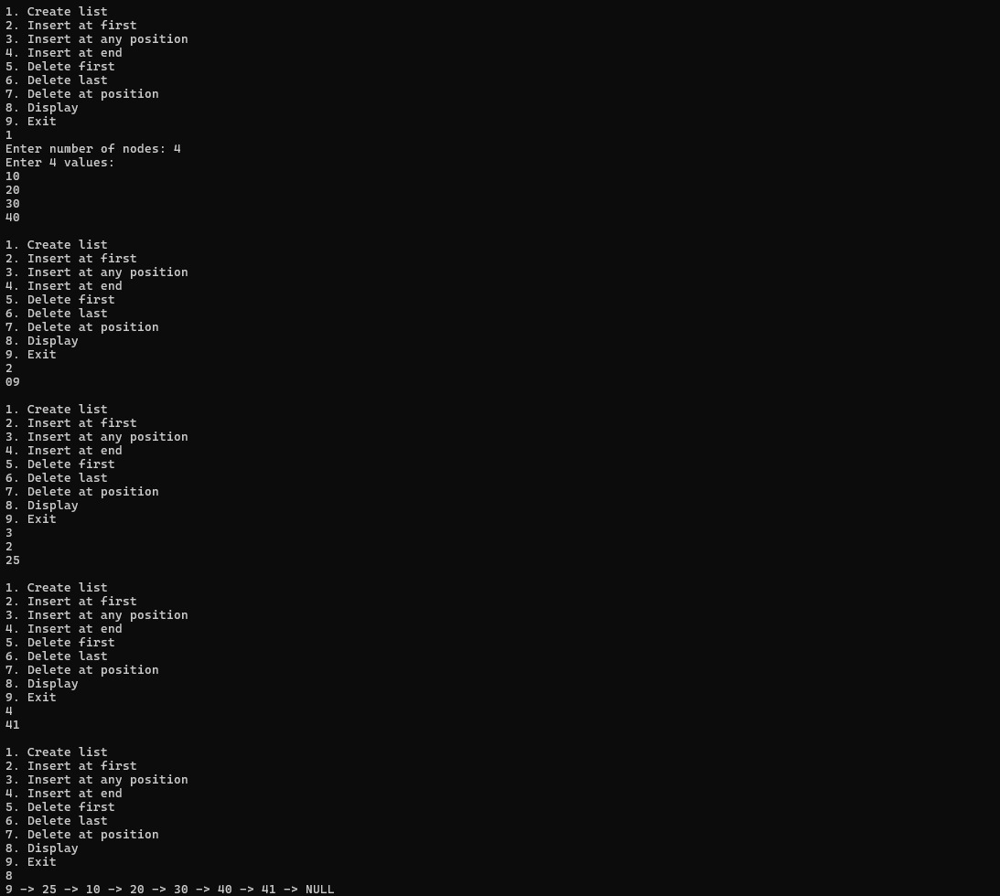 1. Create list
2. Insert at first
3. Insert at any position
4. Insert at end
5. Delete first
6. Delete last
7. Delete at position
8. Display
9. Exit
1
Enter number of nodes: 4
Enter 4 values:
10
20
30
40

1. Create list
2. Insert at first
3. Insert at any position
4. Insert at end
5. Delete first
6. Delete last
7. Delete at position
8. Display
9. Exit
2
09

1. Create list
2. Insert at first
3. Insert at any position
4. Insert at end
5. Delete first
6. Delete last
7. Delete at position
8. Display
9. Exit
3
2
25

1. Create list
2. Insert at first
3. Insert at any position
4. Insert at end
5. Delete first
6. Delete last
7. Delete at position
8. Display
9. Exit
4
41

1. Create list
2. Insert at first
3. Insert at any position
4. Insert at end
5. Delete first
6. Delete last
7. Delete at position
8. Display
9. Exit
8
9 -> 25 -> 10 -> 20 -> 30 -> 40 -> 41 -> NULL